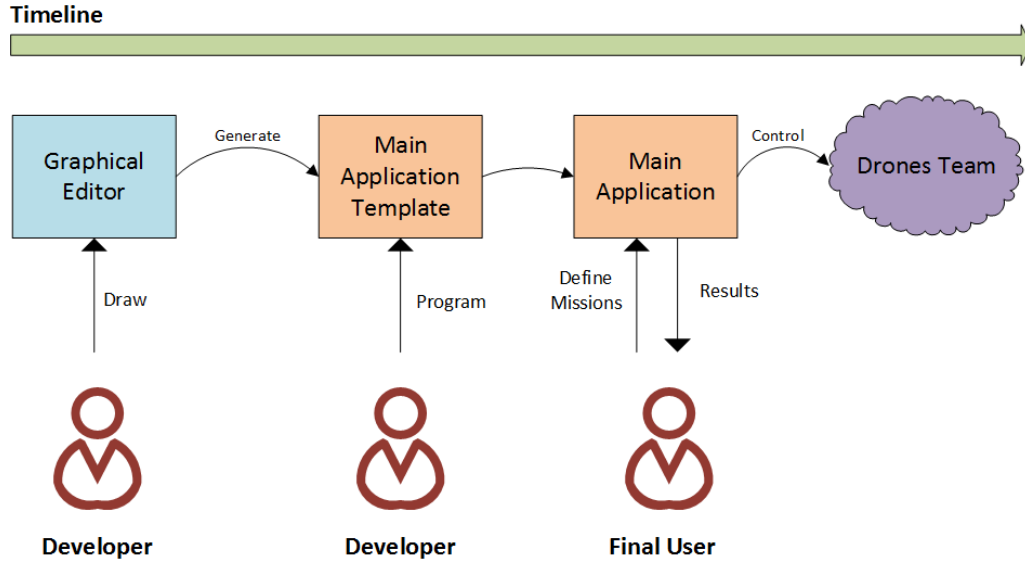 Timeline
Graphical
Editor
Generate
Main
Application
Template
Main
Application
Control
Drones Team
Draw
Program
Define
Missions
Results
Developer
Developer
Final User